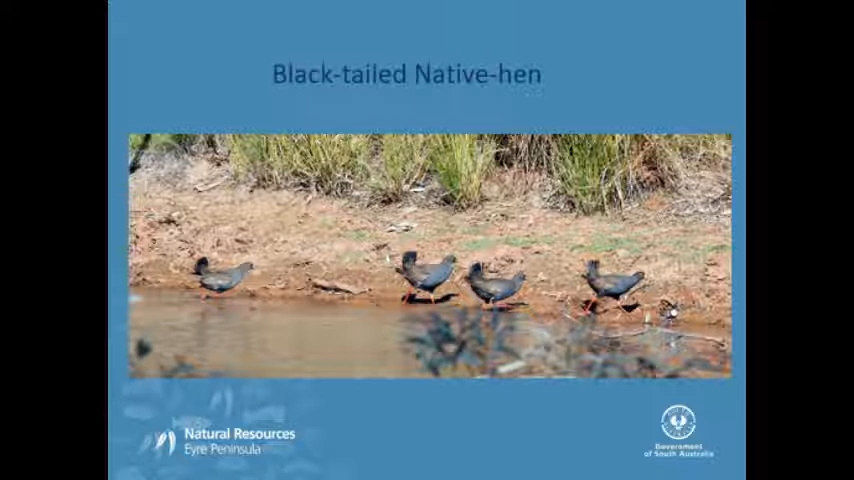 Black-tailed Native-hen
Natural Resources
Eyre Peninsula
Government
of South Australia